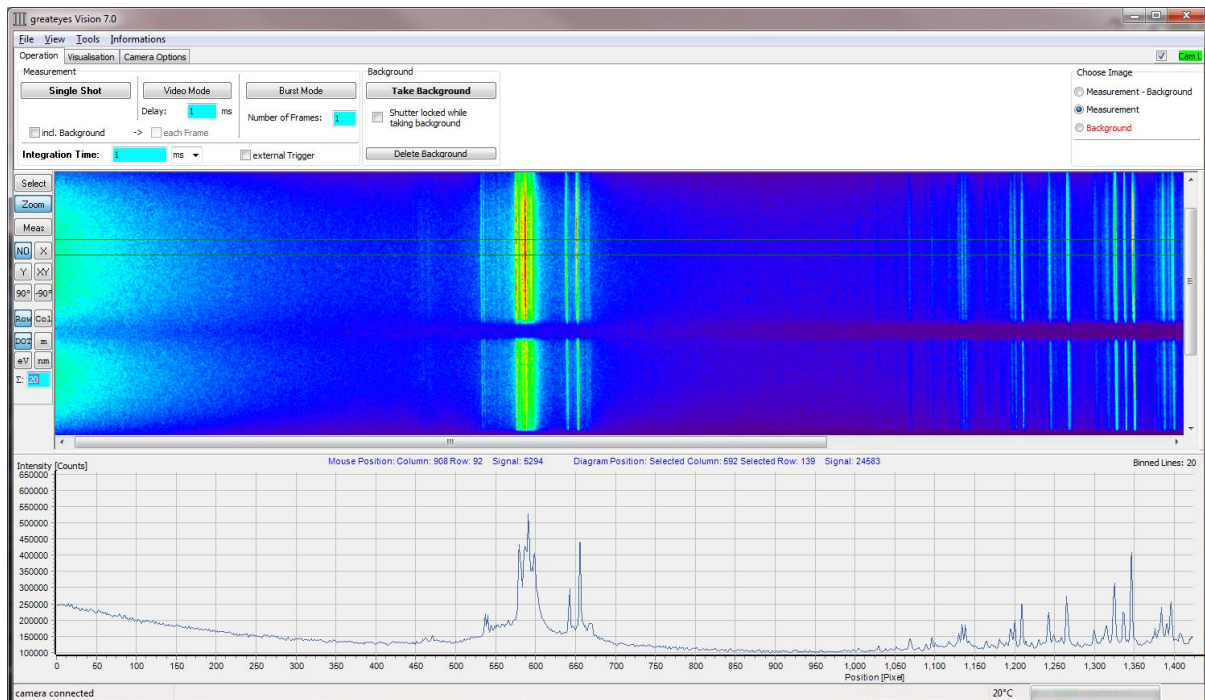 greateyes Vision 7.0
File View Tools Informations
Operation Visualisation Camera Options
Cam
Measurement
Single Shot Video Mode Burst Mode
Delay: 1 ms
Number of Frames: 1
incl. Background -> each Frame
Integration Time: 1 ms external Trigger
Background
Take Background
Shutter locked while
taking background
Delete Background
Choose Image
Measurement - Background
Measurement
Background
Select
Zoom
Meas
NO X
Y XY
90° -90°
Row Col
DOT m
eV nm
Σ: 20
Intensity [Counts]
Mouse Position: Column: 908 Row: 92 Signal: 5294 Diagram Position: Selected Column: 592 Selected Row: 139 Signal: 24583
Binned Lines: 20
650000
600000
550000
500000
450000
400000
350000
300000
250000
200000
150000
100000
0 50 100 150 200 250 300 350 400 450 500 550 600 650 700 750 800 850 900 950 1,000 1,050 1,100 1,150 1,200 1,250 1,300 1,350 1,400
Position [Pixel]
camera connected 20°C